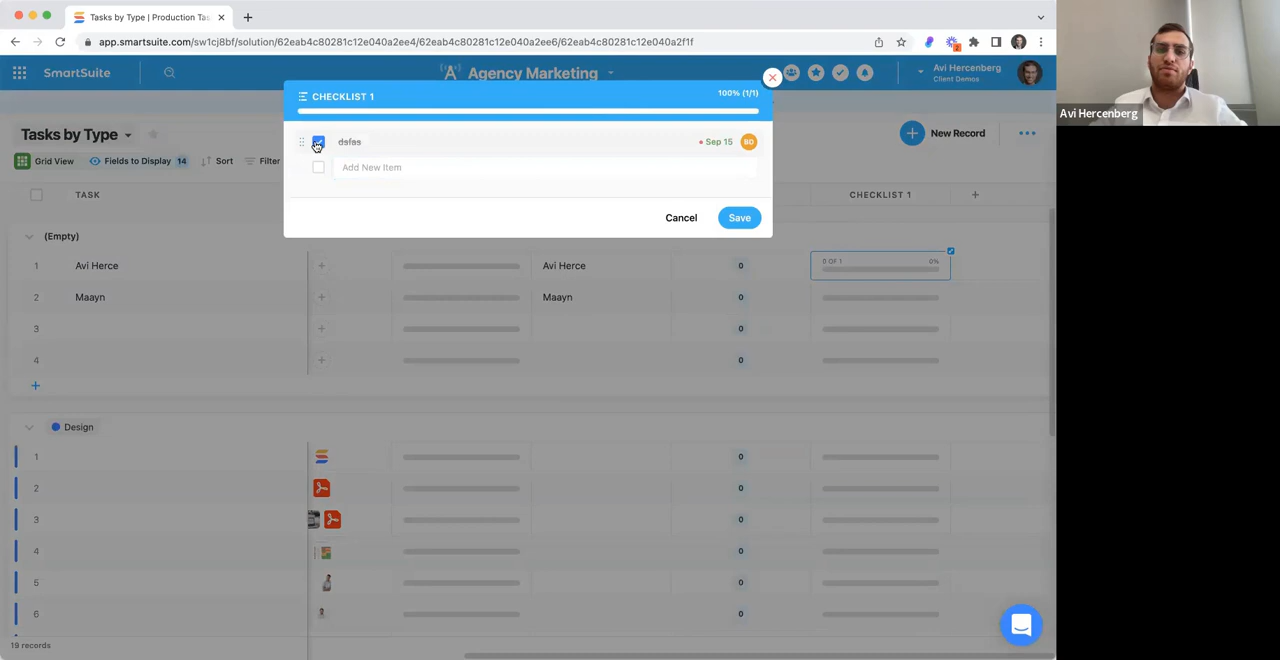 Tasks by Type | Production Tas
app.smartsuite.com/sw1cj8bf/solution/62eab4c80281c12e040a2ee4/62eab4c80281c12e040a2ee6/62eab4c80281c12e040a2f1f
2
SmartSuite
Agency Marketing
Avi Hercenberg
Client Demos
Avi Hercenberg
CHECKLIST 1
100% (1/1)
dsfas
Sep 15
BD
Add New Item
Cancel
Save
Tasks by Type
New Record
Grid View
Fields to Display 14
Sort
Filter
TASK
CHECKLIST 1
(Empty)
1 Avi Herce Avi Herce 0 0 OF 1 0%
2 Maayn Maayn 0
3 0
4 0
Design
1 0
2 0
3 0
4 0
5 0
6 0
19 records